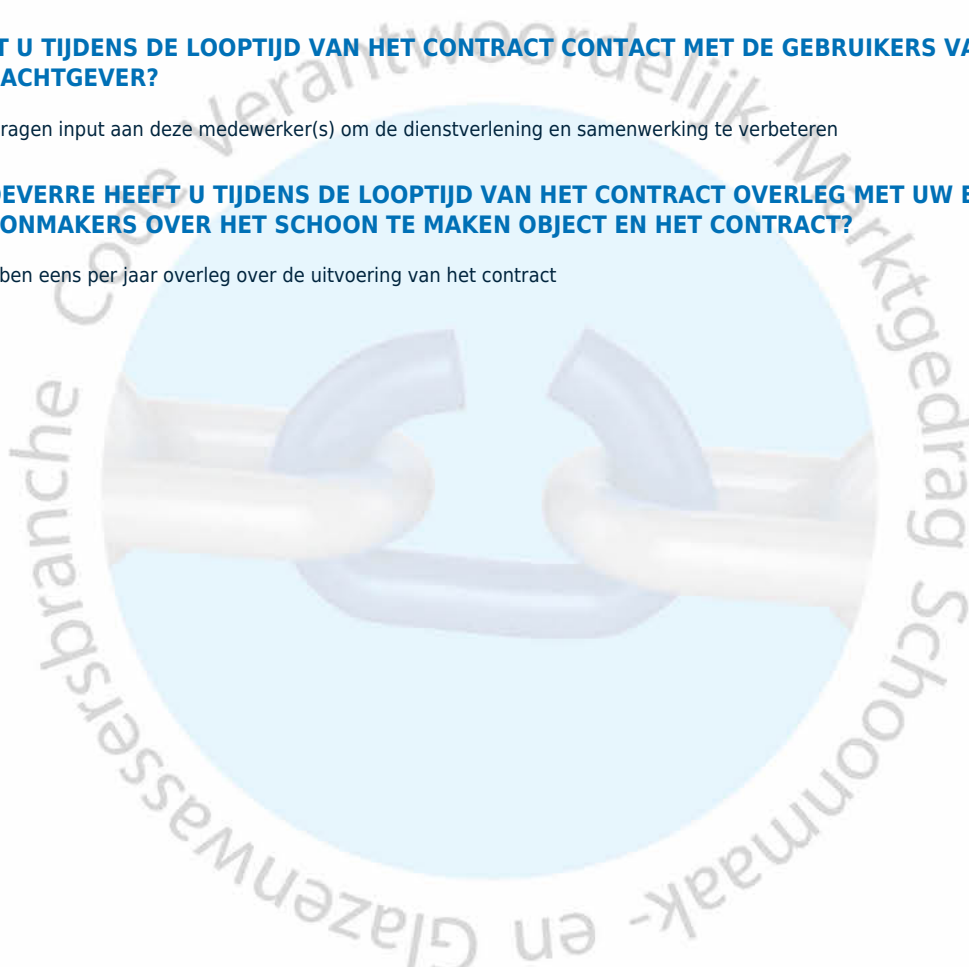 T U TIJDENS DE LOOPTIJD VAN HET CONTRACT CONTACT MET DE GEBRUIKERS VA
ACHTGEVER?
ragen input aan deze medewerker(s) om de dienstverlening en samenwerking te verbeteren
OEVERRE HEEFT U TIJDENS DE LOOPTIJD VAN HET CONTRACT OVERLEG MET UW E
ONMAKERS OVER HET SCHOON TE MAKEN OBJECT EN HET CONTRACT?
ben eens per jaar overleg over de uitvoering van het contract
Code Verantwoordelijk Marktgedrag Schoonmaak- en Glazenwassersbranche